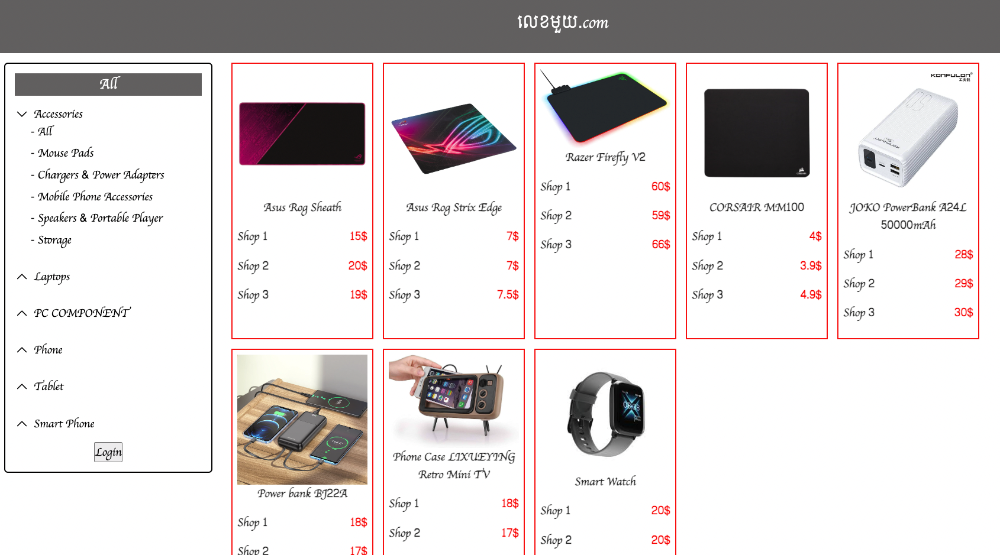 លេខមួយ.com
All
Accessories
- All
- Mouse Pads
- Chargers & Power Adapters
- Mobile Phone Accessories
- Speakers & Portable Player
- Storage
Laptops
PC COMPONENT
Phone
Tablet
Smart Phone
Login
Asus Rog Sheath
Shop 1 15$
Shop 2 20$
Shop 3 19$
Asus Rog Strix Edge
Shop 1 7$
Shop 2 7$
Shop 3 7.5$
Razer Firefly V2
Shop 1 60$
Shop 2 59$
Shop 3 66$
CORSAIR MM100
Shop 1 4$
Shop 2 3.9$
Shop 3 4.9$
KONFULON®
JOKO PowerBank A24L
50000mAh
Shop 1 28$
Shop 2 29$
Shop 3 30$
Power bank BJ22A
Shop 1 18$
Shop 2 17$
Phone Case LIXUEYING
Retro Mini TV
Shop 1 18$
Shop 2 17$
08:08
Smart Watch
Shop 1 20$
Shop 2 20$